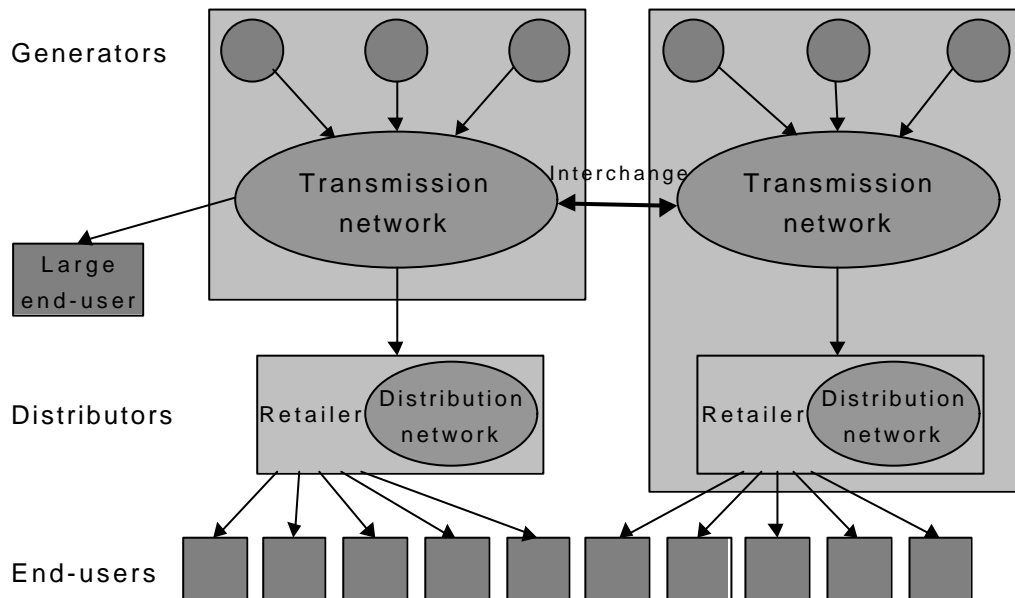 Generators
Transmission
network
Interchange
Transmission
network
Large
end-user
Distributors
Retailer
Distribution
network
Retailer
Distribution
network
End-users